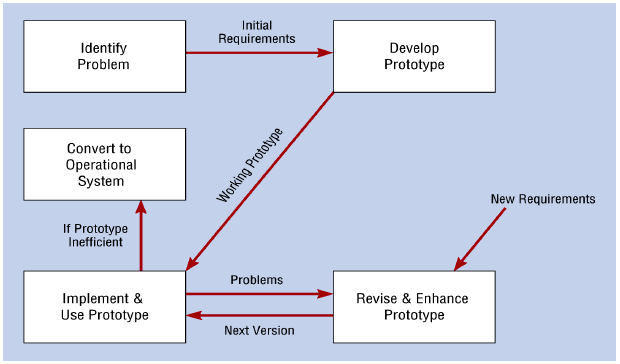 Identify
Problem
Initial
Requirements
Develop
Prototype
Working Prototype
Convert to
Operational
System
New Requirements
If Prototype
Inefficient
Implement &
Use Prototype
Problems
Next Version
Revise & Enhance
Prototype